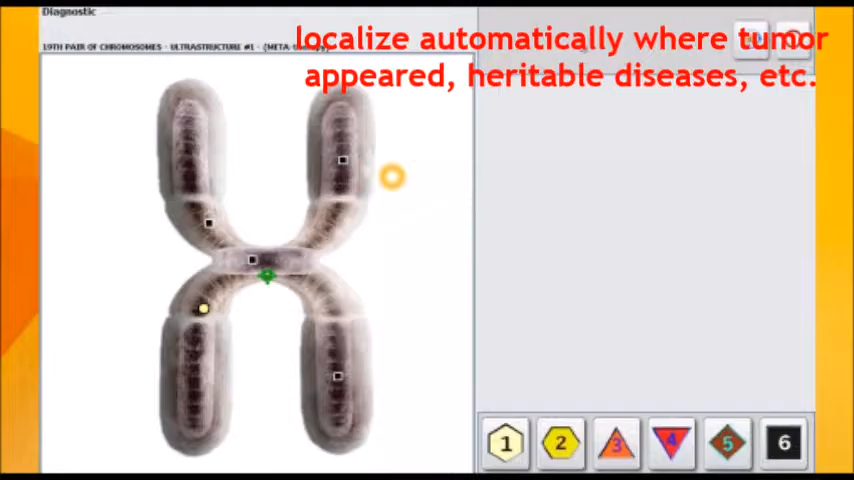 Diagnostic
localize automatically where tumor
19TH PAIR OF CHROMOSOMES - ULTRASTRUCTURE #1 - (META-
appeared, heritable diseases, etc.
1 2 3 4 5 6